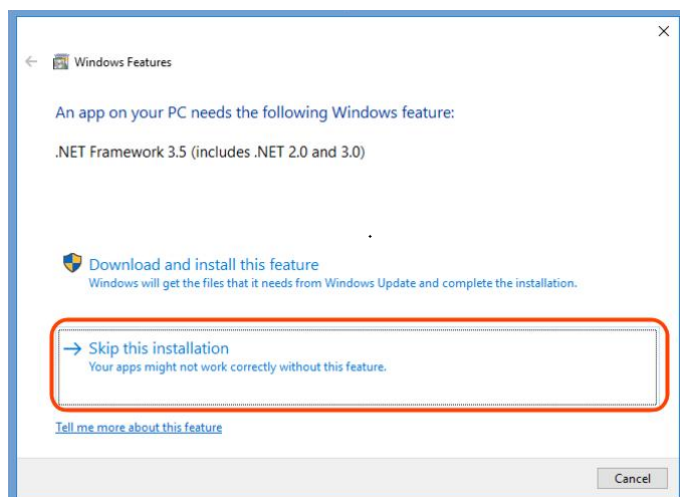 Windows Features
An app on your PC needs the following Windows feature:
.NET Framework 3.5 (includes .NET 2.0 and 3.0)
Download and install this feature
Windows will get the files that it needs from Windows Update and complete the installation.
Skip this installation
Your apps might not work correctly without this feature.
Tell me more about this feature
Cancel